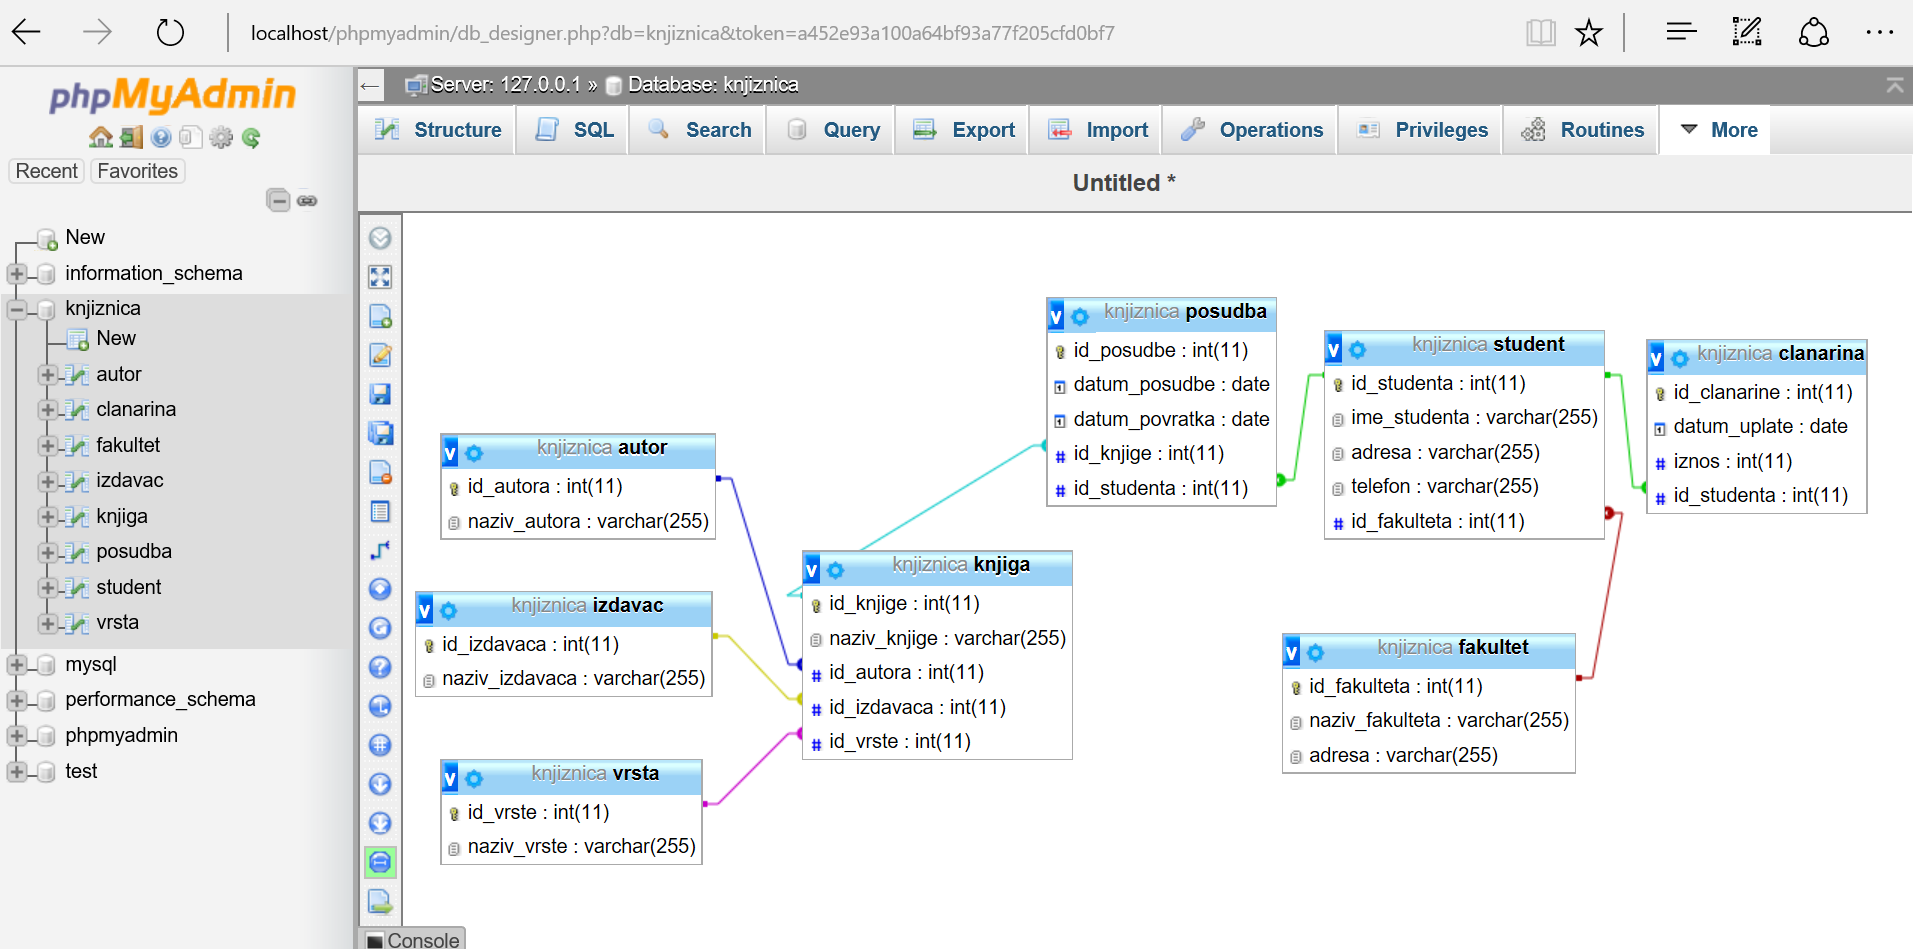 localhost/phpmyadmin/db_designer.php?db=knjiznica&token=a452e93a100a64bf93a77f205cfd0bf7
phpMyAdmin
Recent Favorites
New
information_schema
knjiznica
New
autor
clanarina
fakultet
izdavac
knjiga
posudba
student
vrsta
mysql
performance_schema
phpmyadmin
test
Server: 127.0.0.1 » Database: knjiznica
Structure SQL Search Query Export Import Operations Privileges Routines More
Untitled *
v knjiznica posudba
id_posudbe : int(11)
datum_posudbe : date
datum_povratka : date
# id_knjige : int(11)
# id_studenta : int(11)
v knjiznica student
id_studenta : int(11)
ime_studenta : varchar(255)
adresa : varchar(255)
telefon : varchar(255)
# id_fakulteta : int(11)
v knjiznica clanarina
id_clanarine : int(11)
datum_uplate : date
# iznos : int(11)
# id_studenta : int(11)
v knjiznica autor
id_autora : int(11)
naziv_autora : varchar(255)
v knjiznica knjiga
id_knjige : int(11)
naziv_knjige : varchar(255)
# id_autora : int(11)
# id_izdavaca : int(11)
# id_vrste : int(11)
v knjiznica izdavac
id_izdavaca : int(11)
naziv_izdavaca : varchar(255)
v knjiznica fakultet
id_fakulteta : int(11)
naziv_fakulteta : varchar(255)
adresa : varchar(255)
v knjiznica vrsta
id_vrste : int(11)
naziv_vrste : varchar(255)
Console